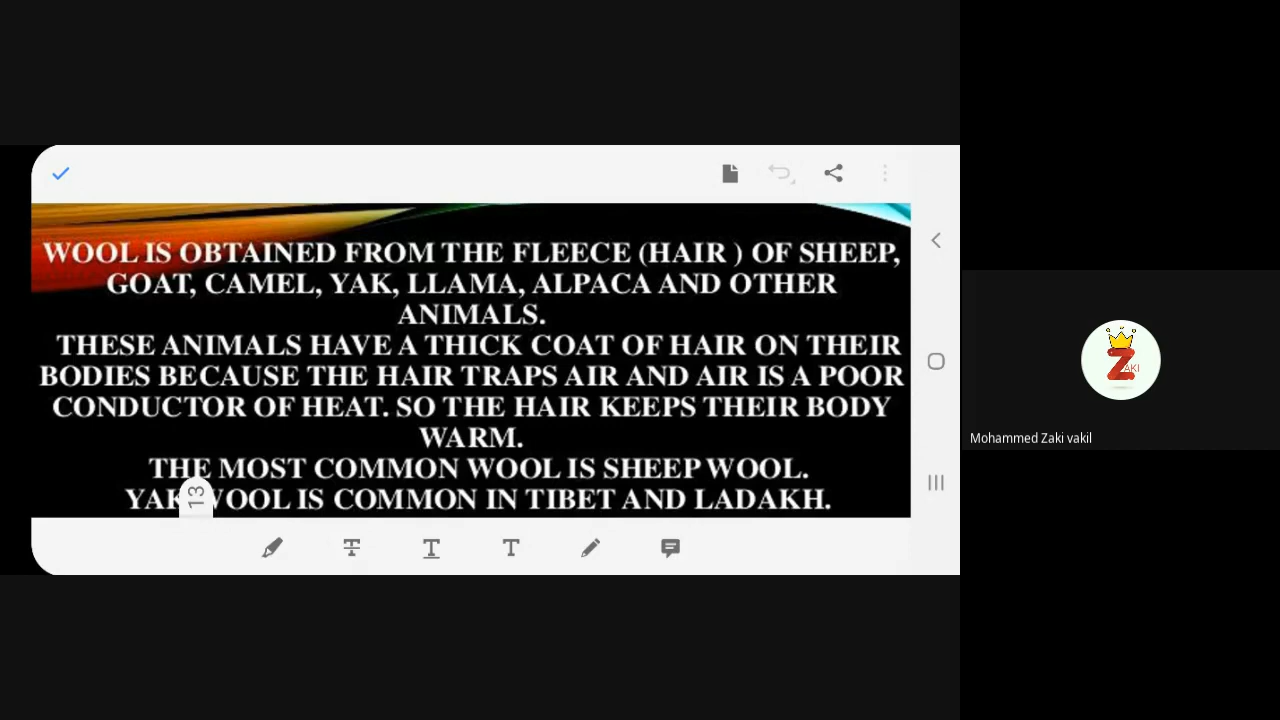 WOOL IS OBTAINED FROM THE FLEECE (HAIR ) OF SHEEP,
GOAT, CAMEL, YAK, LLAMA, ALPACA AND OTHER
ANIMALS.
THESE ANIMALS HAVE A THICK COAT OF HAIR ON THEIR
BODIES BECAUSE THE HAIR TRAPS AIR AND AIR IS A POOR
CONDUCTOR OF HEAT. SO THE HAIR KEEPS THEIR BODY
WARM.
THE MOST COMMON WOOL IS SHEEP WOOL.
YAK WOOL IS COMMON IN TIBET AND LADAKH.
13
Z
AKI
Mohammed Zaki vakil